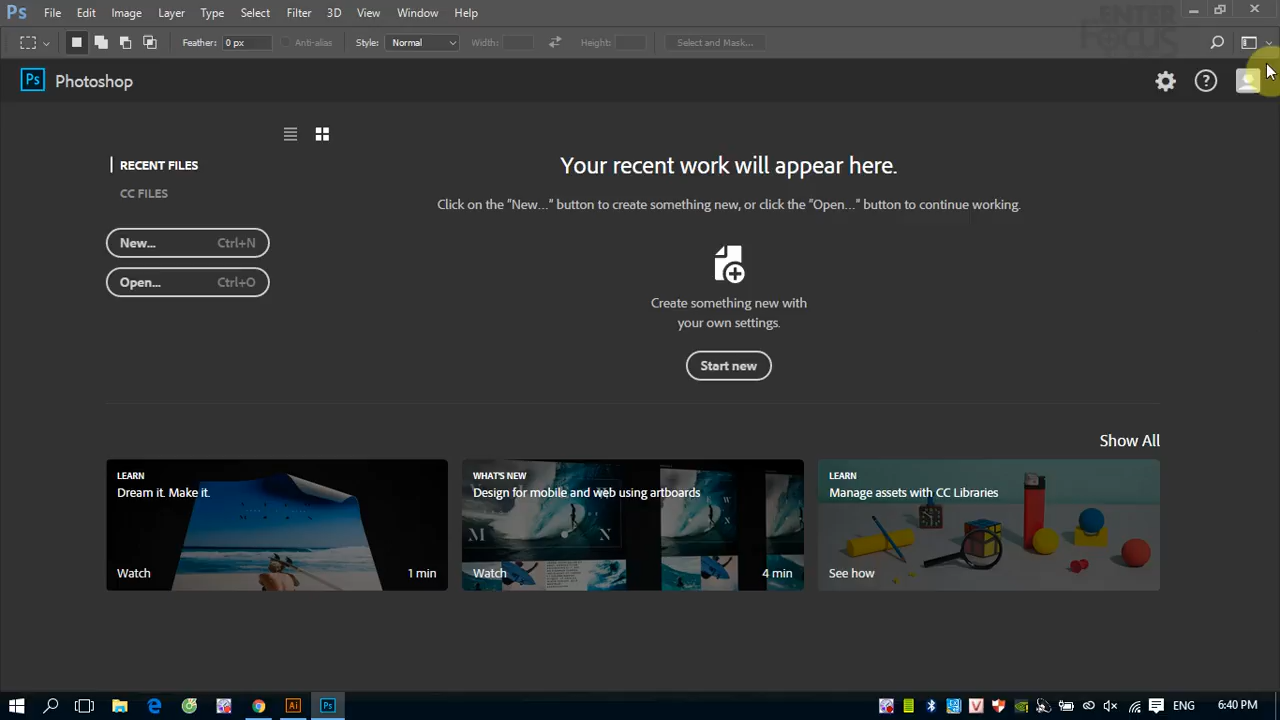 Ps File Edit Image Layer Type Select Filter 3D View Window Help
ENTER
FOCUS
Feather: 0 px Anti-alias Style: Normal Width: Height: Select and Mask...
Ps Photoshop
RECENT FILES
CC FILES
New... Ctrl+N
Open... Ctrl+O
Your recent work will appear here.
Click on the "New..." button to create something new, or click the "Open..." button to continue working.
Create something new with
your own settings.
Start new
Show All
LEARN
Dream it. Make it.
Watch 1 min
WHAT'S NEW
Design for mobile and web using artboards
M N
Watch 4 min
LEARN
Manage assets with CC Libraries
See how
Ai Ps ENG 6:40 PM